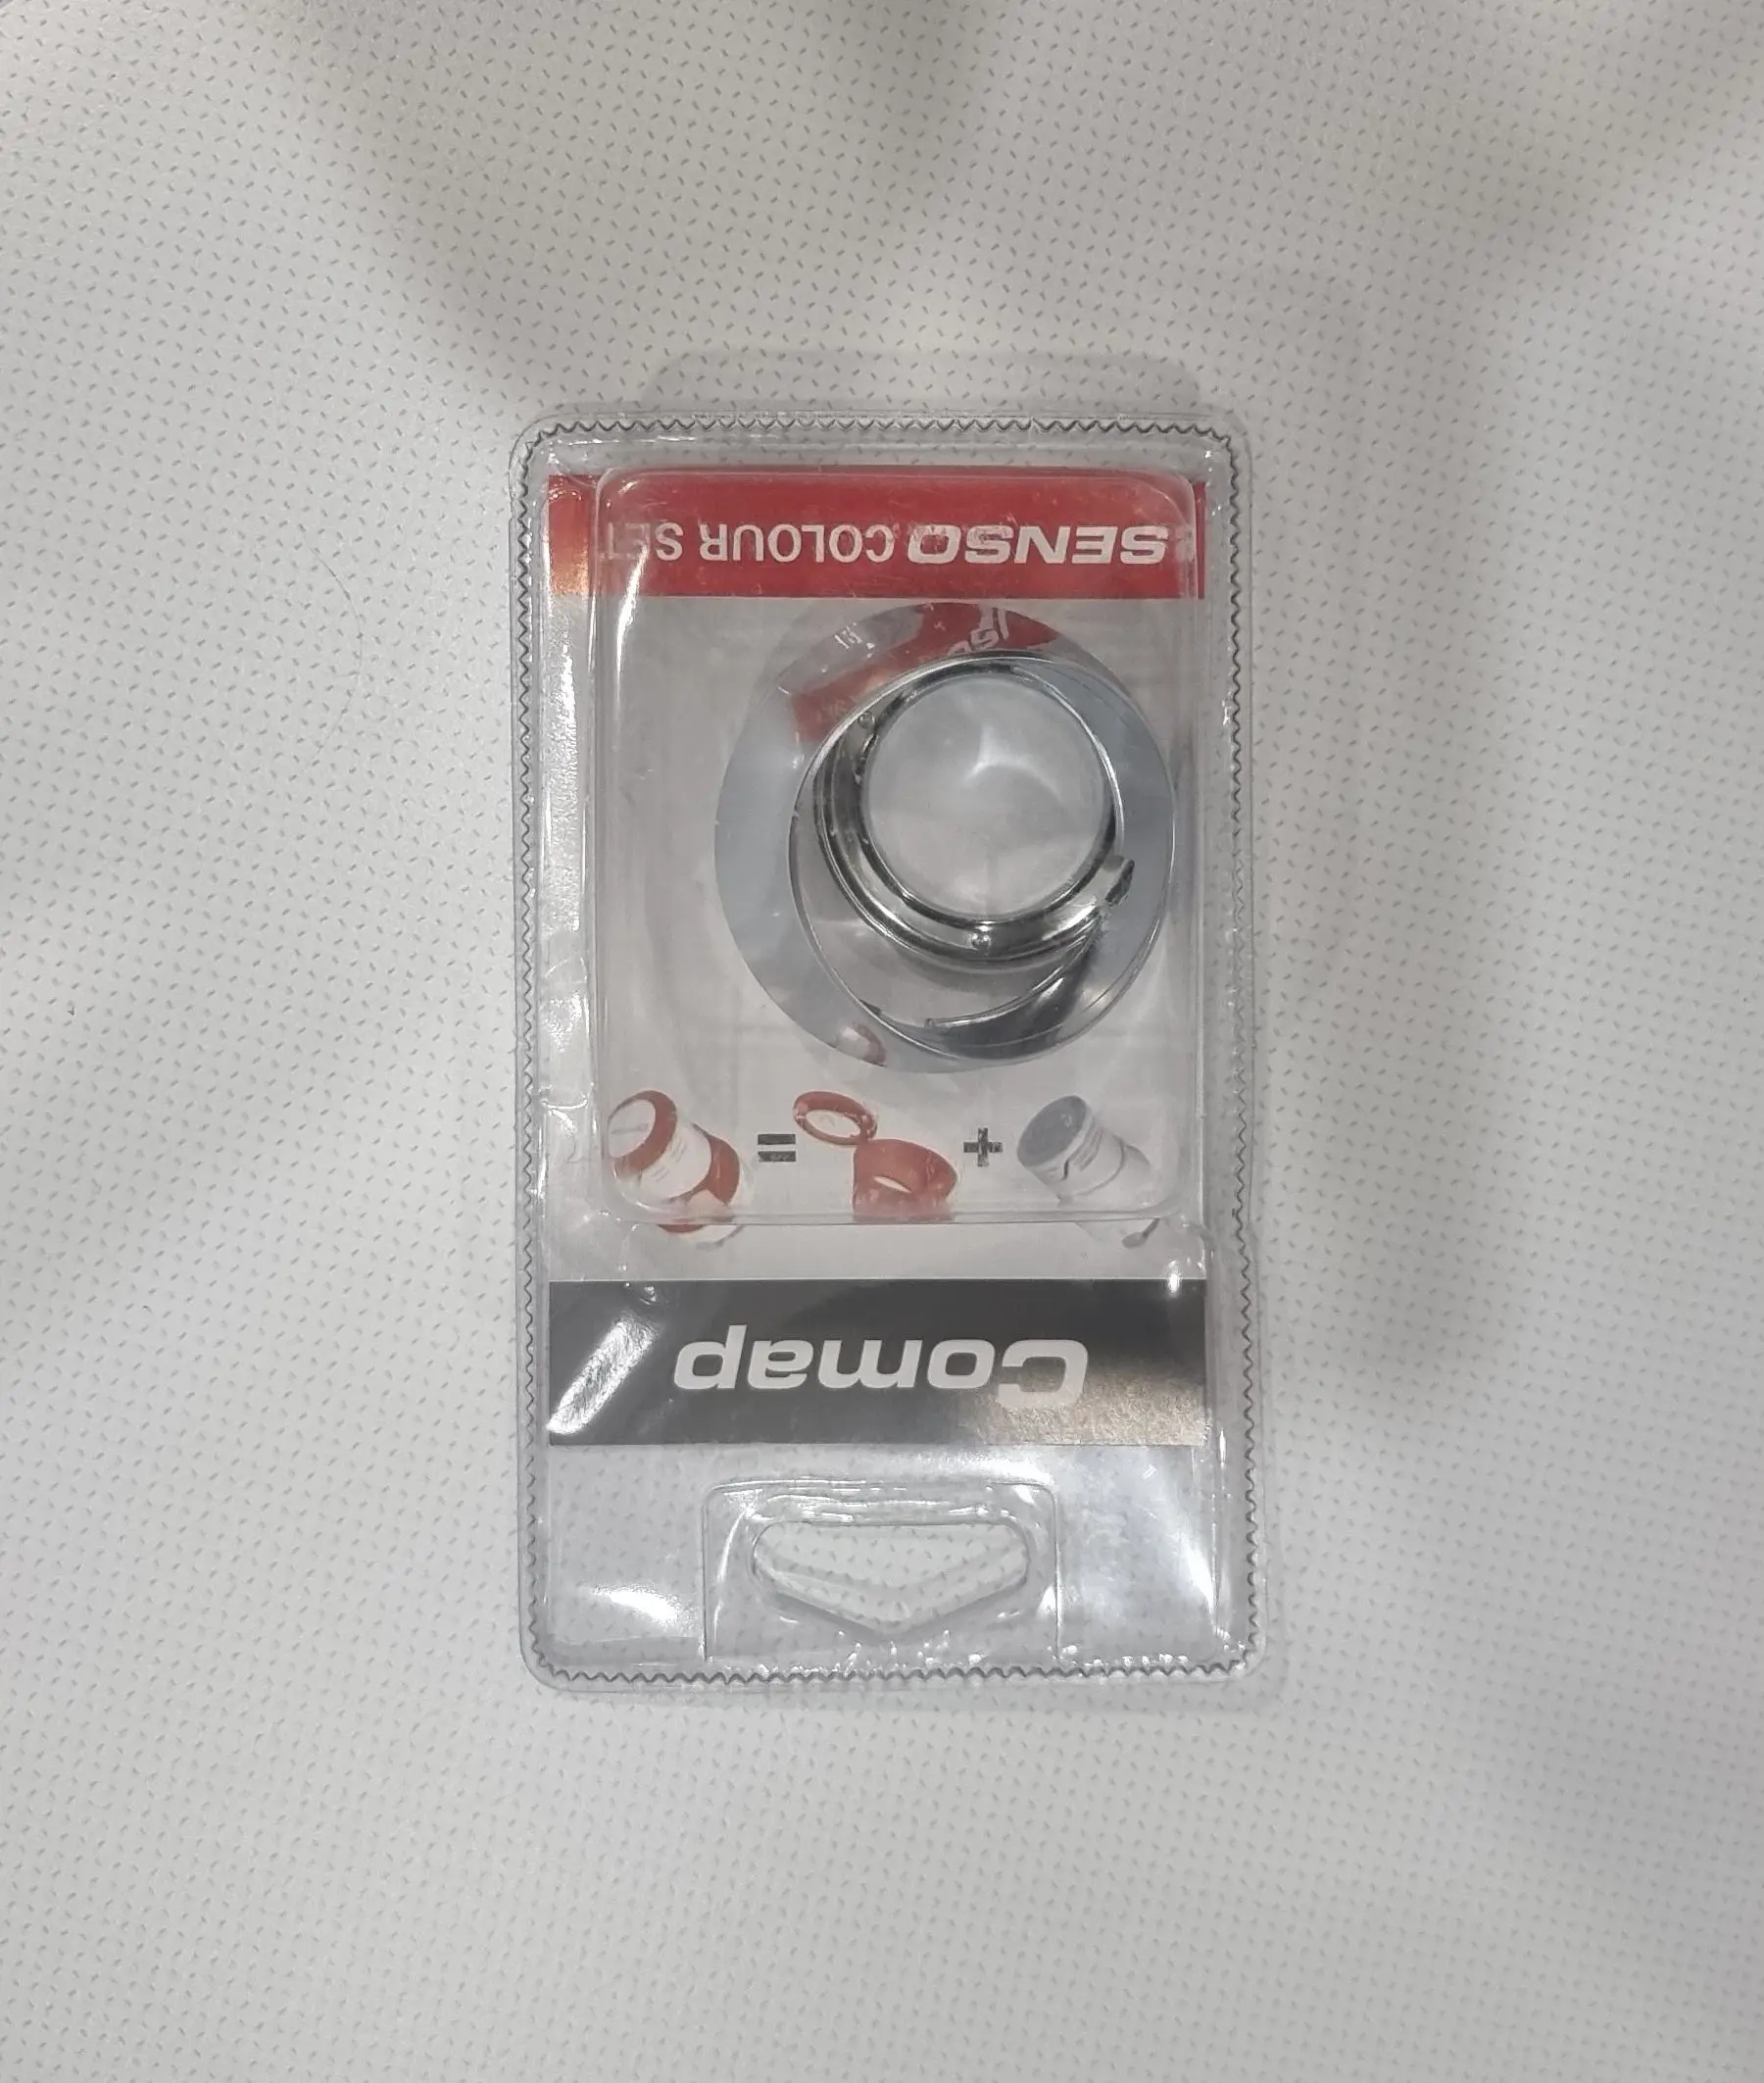 Comap
+ =
SENSO COLOUR SET